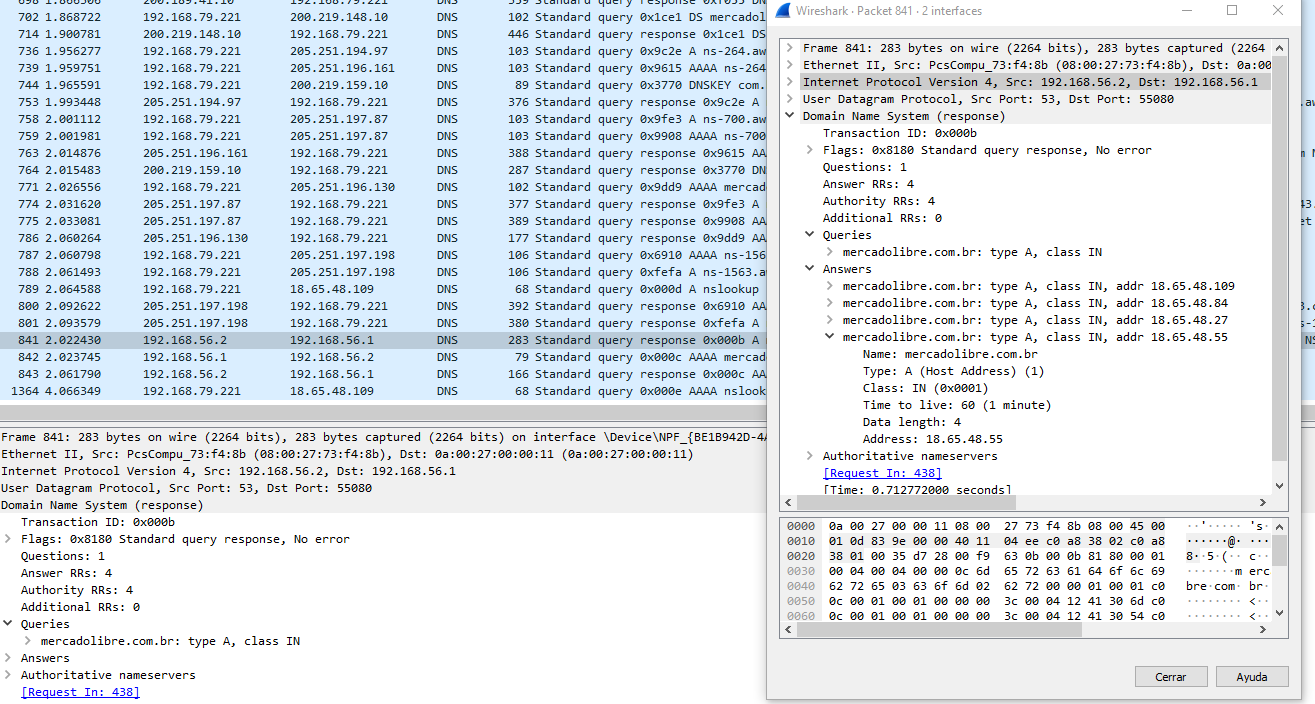 698 1.866506 200.189.41.10 192.168.79.221 DNS 559 Standard query response 0xf055 DN
702 1.868722 192.168.79.221 200.219.148.10 DNS 102 Standard query 0x1ce1 DS mercadol
714 1.900781 200.219.148.10 192.168.79.221 DNS 446 Standard query response 0x1ce1 DS
736 1.956277 192.168.79.221 205.251.194.97 DNS 103 Standard query 0x9c2e A ns-264.aw
739 1.959751 192.168.79.221 205.251.196.161 DNS 103 Standard query 0x9615 AAAA ns-264
744 1.965591 192.168.79.221 200.219.159.10 DNS 89 Standard query 0x3770 DNSKEY com.
753 1.993448 205.251.194.97 192.168.79.221 DNS 376 Standard query response 0x9c2e A
758 2.001112 192.168.79.221 205.251.197.87 DNS 103 Standard query 0x9fe3 A ns-700.aw
759 2.001981 192.168.79.221 205.251.197.87 DNS 103 Standard query 0x9908 AAAA ns-700
763 2.014876 205.251.196.161 192.168.79.221 DNS 388 Standard query response 0x9615 AA
764 2.015483 200.219.159.10 192.168.79.221 DNS 287 Standard query response 0x3770 DN
771 2.026556 192.168.79.221 205.251.196.130 DNS 102 Standard query 0x9dd9 AAAA mercad
774 2.031620 205.251.197.87 192.168.79.221 DNS 377 Standard query response 0x9fe3 A
775 2.033081 205.251.197.87 192.168.79.221 DNS 389 Standard query response 0x9908 AA
786 2.060264 205.251.196.130 192.168.79.221 DNS 177 Standard query response 0x9dd9 AA
787 2.060798 192.168.79.221 205.251.197.198 DNS 106 Standard query 0x6910 AAAA ns-156
788 2.061493 192.168.79.221 205.251.197.198 DNS 106 Standard query 0xfefa A ns-1563.a
789 2.064588 192.168.79.221 18.65.48.109 DNS 68 Standard query 0x000d A nslookup
800 2.092622 205.251.197.198 192.168.79.221 DNS 392 Standard query response 0x6910 AA
801 2.093579 205.251.197.198 192.168.79.221 DNS 380 Standard query response 0xfefa A
841 2.022430 192.168.56.2 192.168.56.1 DNS 283 Standard query response 0x000b A
842 2.023745 192.168.56.1 192.168.56.2 DNS 79 Standard query 0x000c AAAA mercad
843 2.061790 192.168.56.2 192.168.56.1 DNS 166 Standard query response 0x000c AA
1364 4.066349 192.168.79.221 18.65.48.109 DNS 68 Standard query 0x000e AAAA nslook
Frame 841: 283 bytes on wire (2264 bits), 283 bytes captured (2264 bits) on interface \Device\NPF_{BE1B942D-4A
Ethernet II, Src: PcsCompu_73:f4:8b (08:00:27:73:f4:8b), Dst: 0a:00:27:00:00:11 (0a:00:27:00:00:11)
Internet Protocol Version 4, Src: 192.168.56.2, Dst: 192.168.56.1
User Datagram Protocol, Src Port: 53, Dst Port: 55080
Domain Name System (response)
Transaction ID: 0x000b
Flags: 0x8180 Standard query response, No error
Questions: 1
Answer RRs: 4
Authority RRs: 4
Additional RRs: 0
Queries
mercadolibre.com.br: type A, class IN
Answers
Authoritative nameservers
[Request In: 438]
Wireshark · Packet 841 · 2 interfaces
Frame 841: 283 bytes on wire (2264 bits), 283 bytes captured (2264
Ethernet II, Src: PcsCompu_73:f4:8b (08:00:27:73:f4:8b), Dst: 0a:00
Internet Protocol Version 4, Src: 192.168.56.2, Dst: 192.168.56.1
User Datagram Protocol, Src Port: 53, Dst Port: 55080
Domain Name System (response)
Transaction ID: 0x000b
Flags: 0x8180 Standard query response, No error
Questions: 1
Answer RRs: 4
Authority RRs: 4
Additional RRs: 0
Queries
mercadolibre.com.br: type A, class IN
Answers
mercadolibre.com.br: type A, class IN, addr 18.65.48.109
mercadolibre.com.br: type A, class IN, addr 18.65.48.84
mercadolibre.com.br: type A, class IN, addr 18.65.48.27
mercadolibre.com.br: type A, class IN, addr 18.65.48.55
Name: mercadolibre.com.br
Type: A (Host Address) (1)
Class: IN (0x0001)
Time to live: 60 (1 minute)
Data length: 4
Address: 18.65.48.55
Authoritative nameservers
[Request In: 438]
[Time: 0.712772000 seconds]
0000 0a 00 27 00 00 11 08 00 27 73 f4 8b 08 00 45 00 ··'····· 's····E·
0010 01 0d 83 9e 00 00 40 11 04 ee c0 a8 38 02 c0 a8 ······@· ····8···
0020 38 01 00 35 d7 28 00 f9 63 0b 00 0b 81 80 00 01 8··5·(·· c·······
0030 00 04 00 04 00 00 0c 6d 65 72 63 61 64 6f 6c 69 ·······m erc
0040 62 72 65 03 63 6f 6d 02 62 72 00 00 01 00 01 c0 bre·com· br·
0050 0c 00 01 00 01 00 00 00 3c 00 04 12 41 30 6d c0 ········ <··
0060 0c 00 01 00 01 00 00 00 3c 00 04 12 41 30 54 c0 ········ <··
Cerrar Ayuda